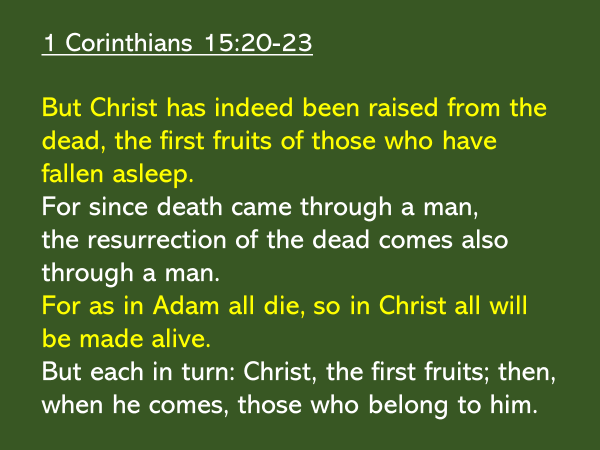 1 Corinthians 15:20-23
But Christ has indeed been raised from the
dead, the first fruits of those who have
fallen asleep.
For since death came through a man,
the resurrection of the dead comes also
through a man.
For as in Adam all die, so in Christ all will
be made alive.
But each in turn: Christ, the first fruits; then,
when he comes, those who belong to him.